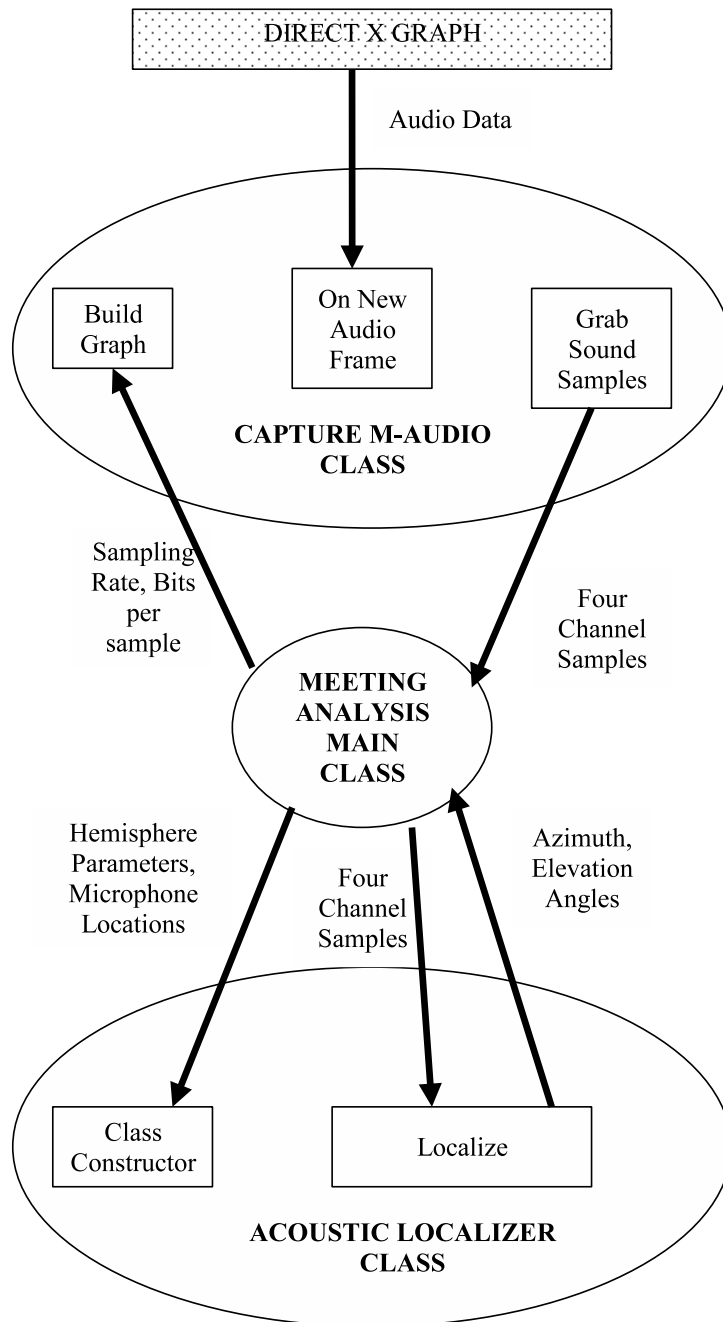 DIRECT X GRAPH
Audio Data
Build
Graph
On New
Audio
Frame
Grab
Sound
Samples
CAPTURE M-AUDIO
CLASS
Sampling
Rate, Bits
per
sample
Four
Channel
Samples
MEETING
ANALYSIS
MAIN
CLASS
Hemisphere
Parameters,
Microphone
Locations
Four
Channel
Samples
Azimuth,
Elevation
Angles
Class
Constructor
Localize
ACOUSTIC LOCALIZER
CLASS